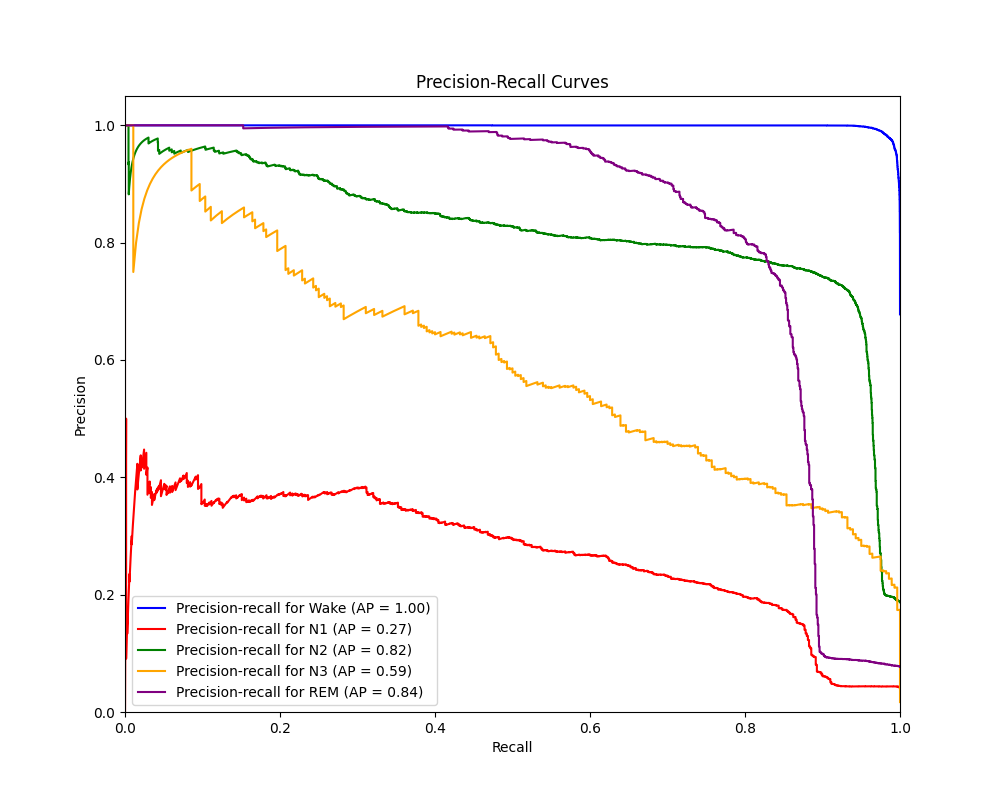 Precision-Recall Curves
1.0
0.8
0.6
0.4
0.2
0.0
Precision
Precision-recall for Wake (AP = 1.00)
Precision-recall for N1 (AP = 0.27)
Precision-recall for N2 (AP = 0.82)
Precision-recall for N3 (AP = 0.59)
Precision-recall for REM (AP = 0.84)
0.0 0.2 0.4 0.6 0.8 1.0
Recall